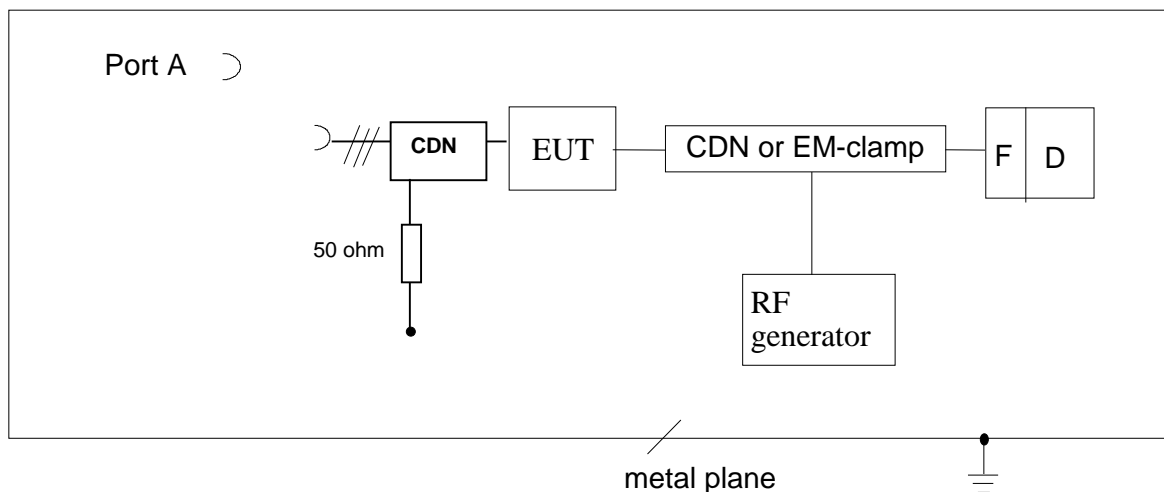 Port A
CDN
EUT
CDN or EM-clamp
F
D
50 ohm
RF
generator
metal plane